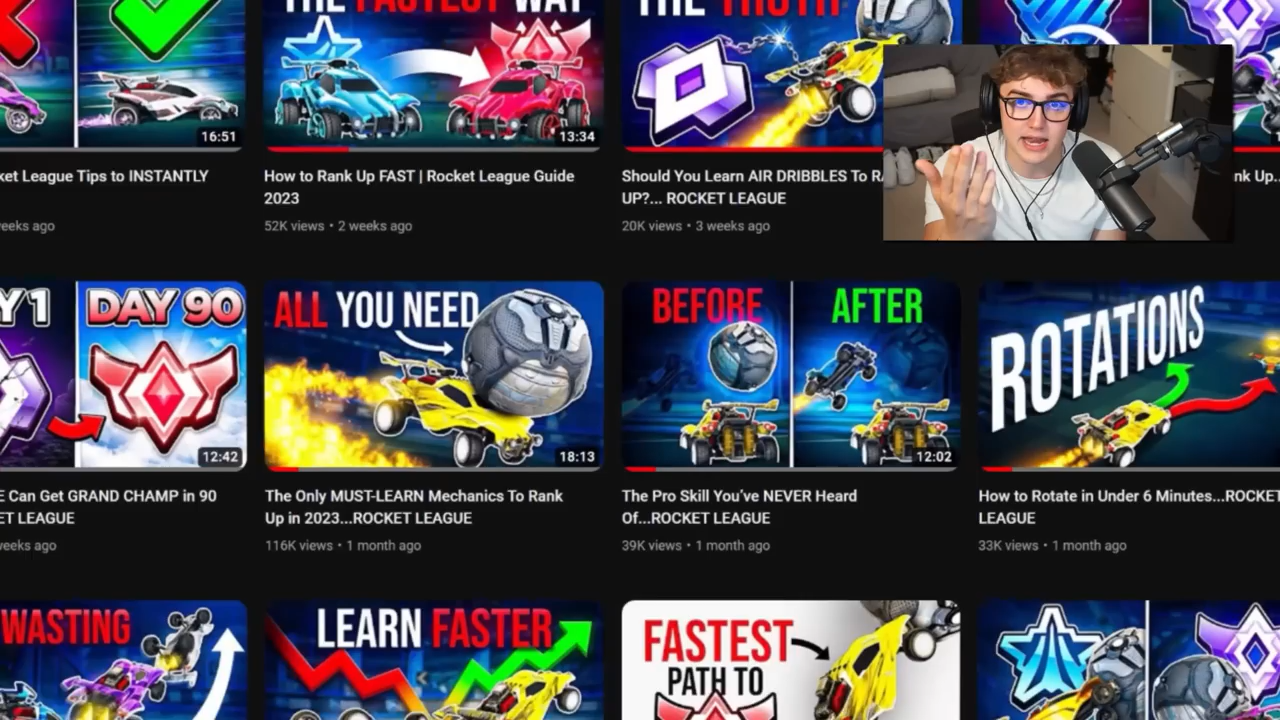 THE FASTEST WAY
THE TRUTH
16:51
13:34
ket League Tips to INSTANTLY
How to Rank Up FAST | Rocket League Guide
2023
Should You Learn AIR DRIBBLES To RA
UP?... ROCKET LEAGUE
nk Up..
eeks ago
52K views • 2 weeks ago
20K views • 3 weeks ago
Y 1
DAY 90
ALL YOU NEED
BEFORE
AFTER
ROTATIONS
12:42
18:13
12:02
E Can Get GRAND CHAMP in 90
ET LEAGUE
The Only MUST-LEARN Mechanics To Rank
Up in 2023...ROCKET LEAGUE
The Pro Skill You've NEVER Heard
Of...ROCKET LEAGUE
How to Rotate in Under 6 Minutes...ROCKET
LEAGUE
eeks ago
116K views • 1 month ago
39K views • 1 month ago
33K views • 1 month ago
WASTING
LEARN FASTER
FASTEST
PATH TO